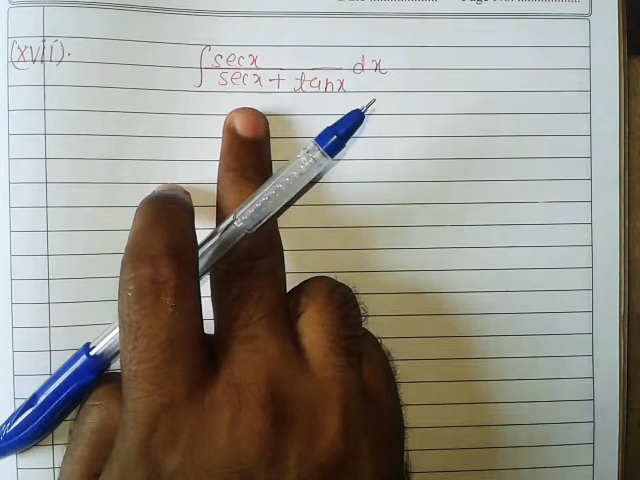 (xvii). ∫ secx / (secx + tanx) dx